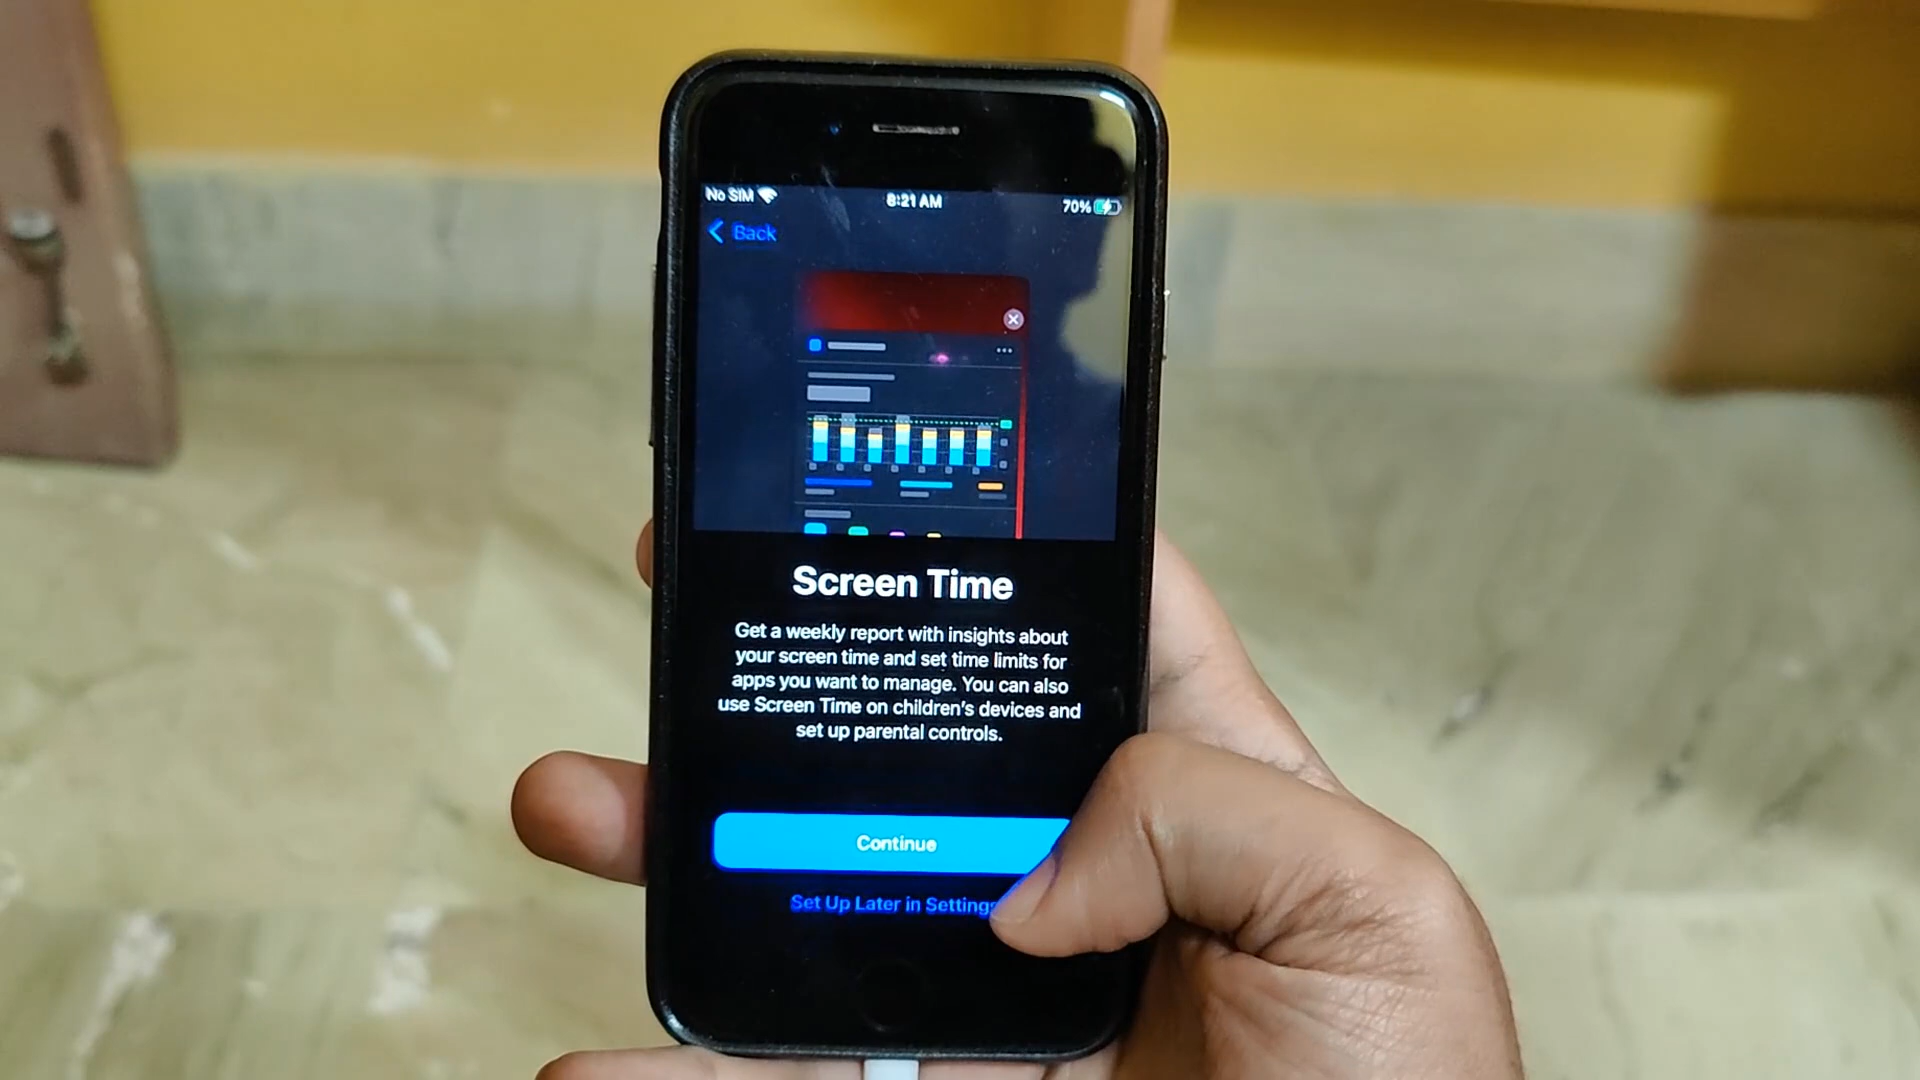 No SIM 8:21 AM 70%
Back
Screen Time
Get a weekly report with insights about
your screen time and set time limits for
apps you want to manage. You can also
use Screen Time on children's devices and
set up parental controls.
Continue
Set Up Later in Settings